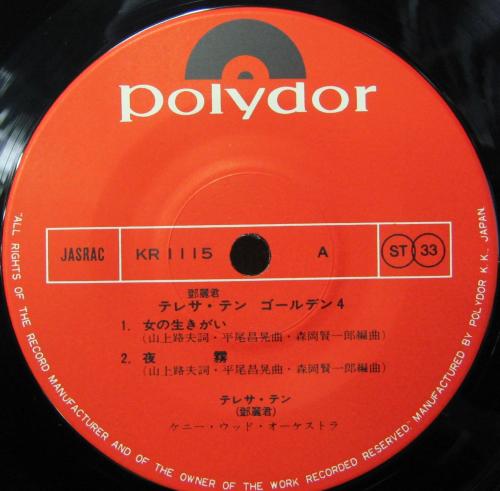 polydor
JASRAC KR1115 A ST 33
鄧麗君
テレサ・テン ゴールデン4
1. 女の生きがい
(山上路夫詞・平尾昌晃曲・森岡賢一郎編曲)
2. 夜霧
(山上路夫詞・平尾昌晃曲・森岡賢一郎編曲)
テレサ・テン
(鄧麗君)
ケニー・ウッド・オーケストラ
"ALL RIGHTS OF THE RECORD MANUFACTURER AND OF THE OWNER OF THE WORK RECORDED RESERVED" MANUFACTURED BY POLYDOR K.K., JAPAN.